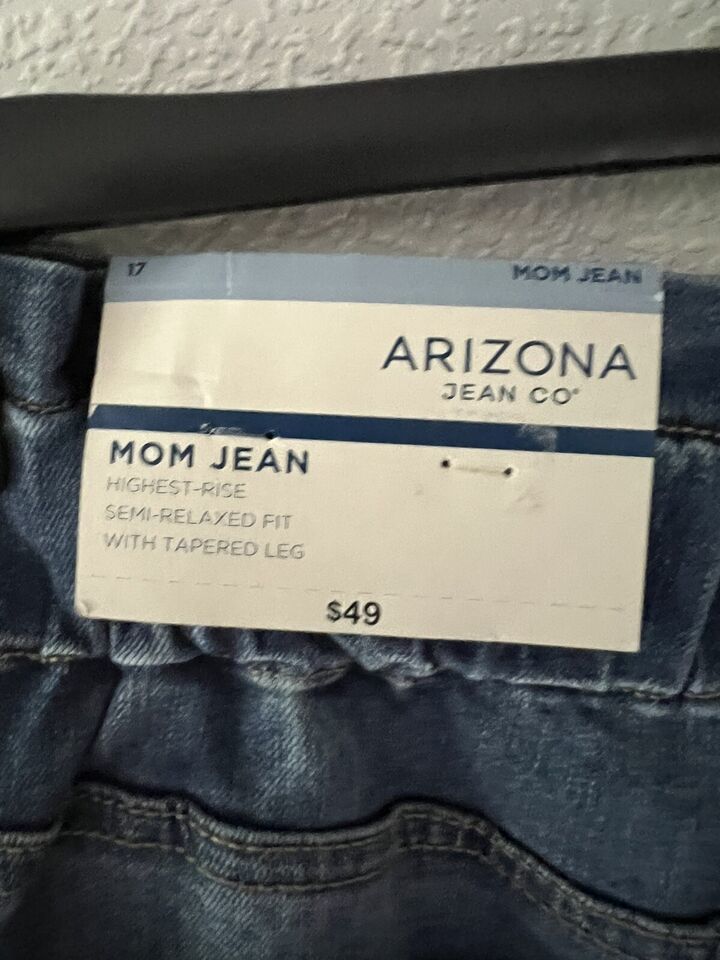 17 MOM JEAN
ARIZONA
JEAN CO®
MOM JEAN
HIGHEST-RISE
SEMI-RELAXED FIT
WITH TAPERED LEG
$49